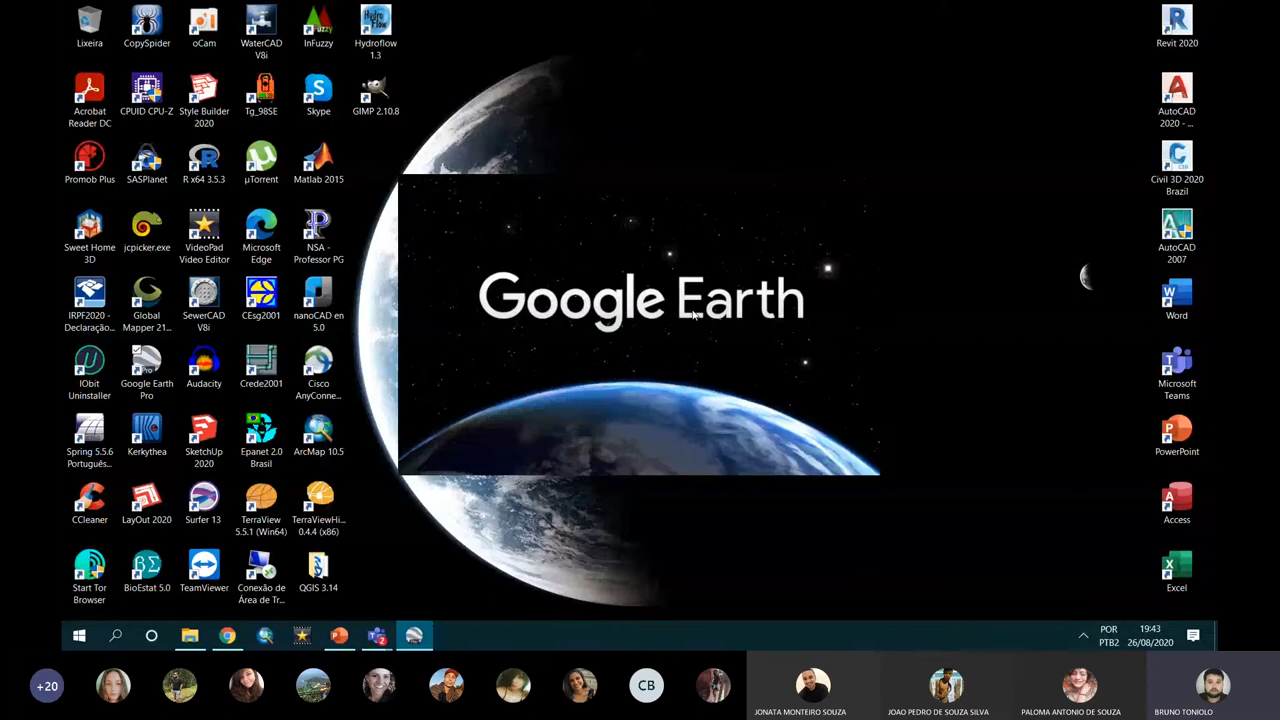 Lixeira
CopySpider
oCam
WaterCAD
V8i
InFuzzy
Hydroflow
1.3
Acrobat
Reader DC
CPUID CPU-Z
Style Builder
2020
Tg_98SE
Skype
GIMP 2.10.8
Promob Plus
SASPlanet
R x64 3.5.3
µTorrent
Matlab 2015
Sweet Home
3D
jcpicker.exe
VideoPad
Video Editor
Microsoft
Edge
NSA -
Professor PG
IRPF2020 -
Declaração...
Global
Mapper 21...
SewerCAD
V8i
CEsg2001
nanoCAD en
5.0
IObit
Uninstaller
Google Earth
Pro
Audacity
Crede2001
Cisco
AnyConne...
Spring 5.5.6
Português...
Kerkythea
SketchUp
2020
Epanet 2.0
Brasil
ArcMap 10.5
CCleaner
LayOut 2020
Surfer 13
TerraView
5.5.1 (Win64)
TerraViewHi...
0.4.4 (x86)
Start Tor
Browser
BioEstat 5.0
TeamViewer
Conexão de
Área de Tr...
QGIS 3.14
Google Earth
Revit 2020
AutoCAD
2020 - ...
Civil 3D 2020
Brazil
AutoCAD
2007
Word
Microsoft
Teams
PowerPoint
Access
Excel
POR
PTB2
19:43
26/08/2020
+20
CB
JONATA MONTEIRO SOUZA
JOAO PEDRO DE SOUZA SILVA
PALOMA ANTONIO DE SOUZA
BRUNO TONIOLO